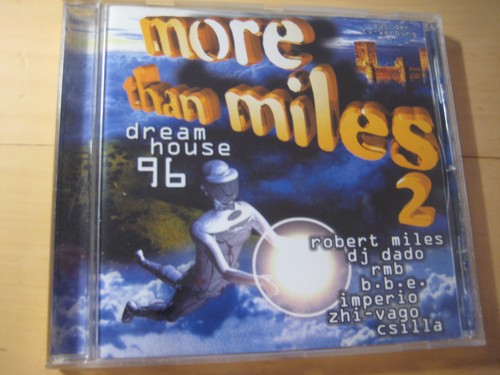 more
than miles
2
dream
house
96
robert miles
dj dado
rmb
b.b.e.
imperio
zhi-vago
csilla